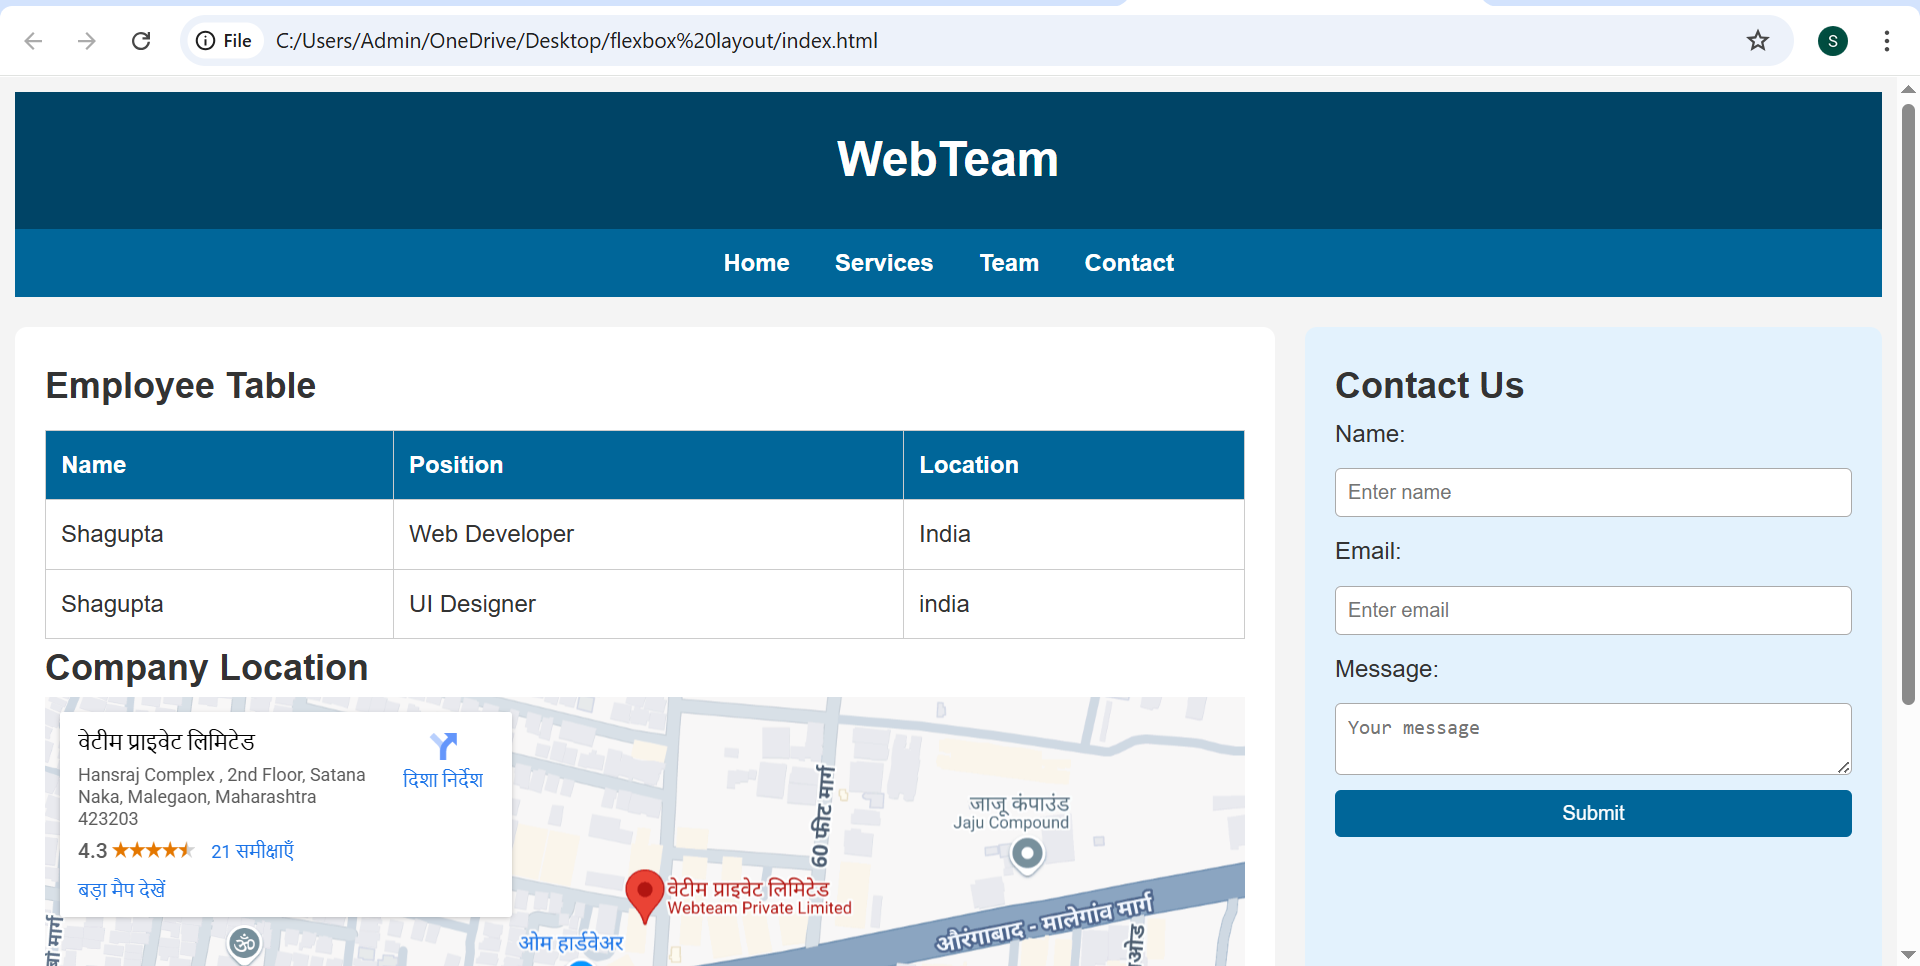 File C:/Users/Admin/OneDrive/Desktop/flexbox%20layout/index.html
S
WebTeam
Home Services Team Contact
Employee Table
Name Position Location
Shagupta Web Developer India
Shagupta UI Designer india
Company Location
वेटीम प्राइवेट लिमिटेड
Hansraj Complex , 2nd Floor, Satana
Naka, Malegaon, Maharashtra
423203
दिशा निर्देश
4.3 21 समीक्षाएँ
बड़ा मैप देखें
60 फीट मार्ग
जाजू कंपाउंड
Jaju Compound
वेटीम प्राइवेट लिमिटेड
Webteam Private Limited
औरंगाबाद - मालेगांव मार्ग
ओम हार्डवेअर
ॐ
Contact Us
Name:
Enter name
Email:
Enter email
Message:
Your message
Submit